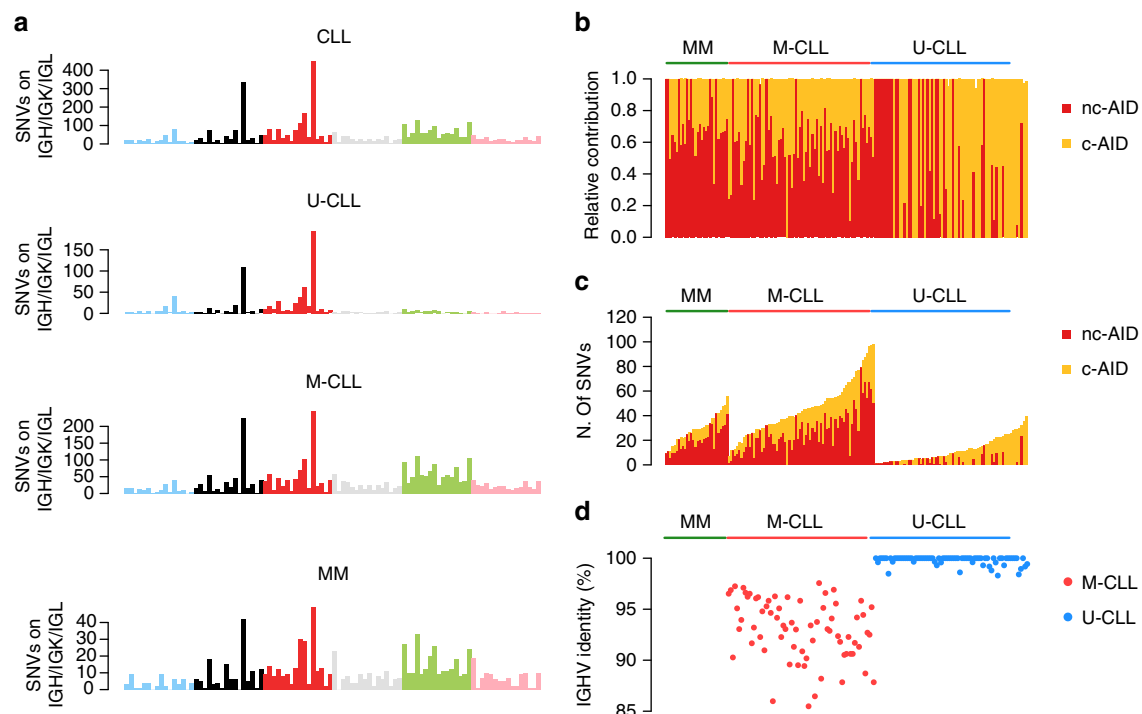 a
CLL
SNVs on
IGH/IGK/IGL
400
300
200
100
0
U-CLL
SNVs on
IGH/IGK/IGL
150
100
50
0
M-CLL
SNVs on
IGH/IGK/IGL
200
150
100
50
0
MM
SNVs on
IGH/IGK/IGL
40
30
20
10
0
b
MM M-CLL U-CLL
Relative contribution
1.0
0.8
0.6
0.4
0.2
0.0
nc-AID
c-AID
c
MM M-CLL U-CLL
N. Of SNVs
120
100
80
60
40
20
0
nc-AID
c-AID
d
MM M-CLL U-CLL
IGHV identity (%)
100
95
90
85
M-CLL
U-CLL